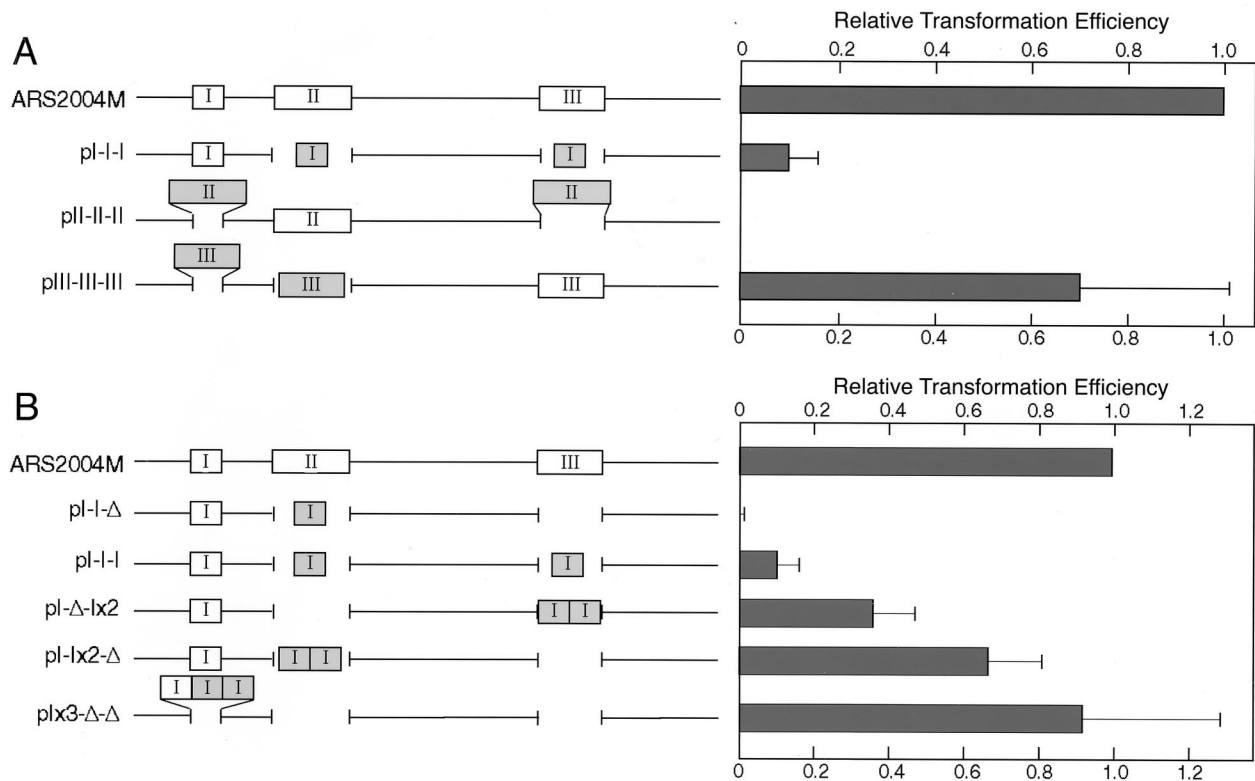 A
Relative Transformation Efficiency
0 0.2 0.4 0.6 0.8 1.0
ARS2004M I II III
pI-I-I I I I
II II
pII-II-II II
III
pIII-III-III III III
0 0.2 0.4 0.6 0.8 1.0
B
Relative Transformation Efficiency
0 0.2 0.4 0.6 0.8 1.0 1.2
ARS2004M I II III
pI-I-Δ I I
pI-I-I I I I
pI-Δ-Ix2 I I I
pI-Ix2-Δ I I I
I I I
pIx3-Δ-Δ
0 0.2 0.4 0.6 0.8 1.0 1.2